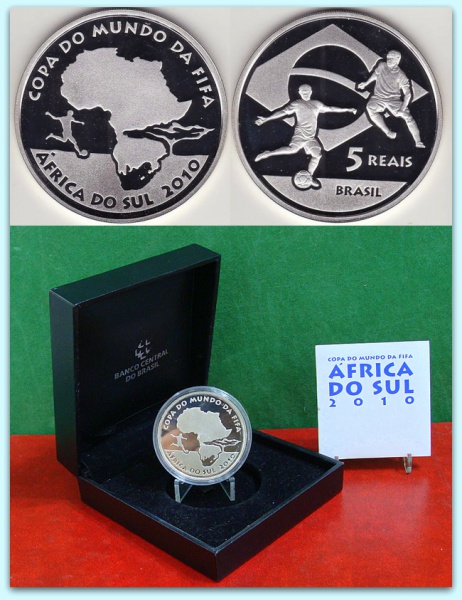 COPA DO MUNDO DA FIFA
ÁFRICA DO SUL 2010
5 REAIS
BRASIL
BANCO CENTRAL
DO BRASIL
COPA DO MUNDO DA FIFA
ÁFRICA DO SUL 2010
COPA DO MUNDO DA FIFA
ÁFRICA
DO SUL
2010